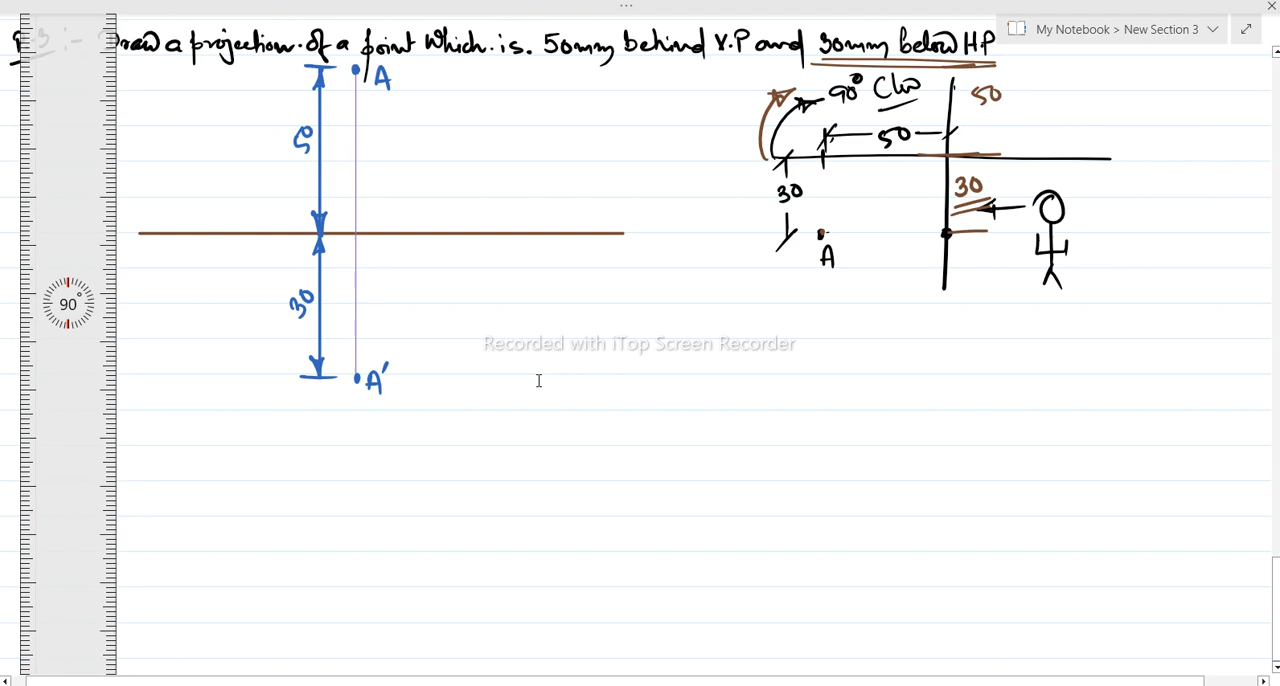 My Notebook > New Section 3
:- Draw a projection of a point which is 50mm behind V.P and 30mm below HP
A
50
30
A'
90° Clw
50
50
30
30
A
90°
Recorded with iTop Screen Recorder